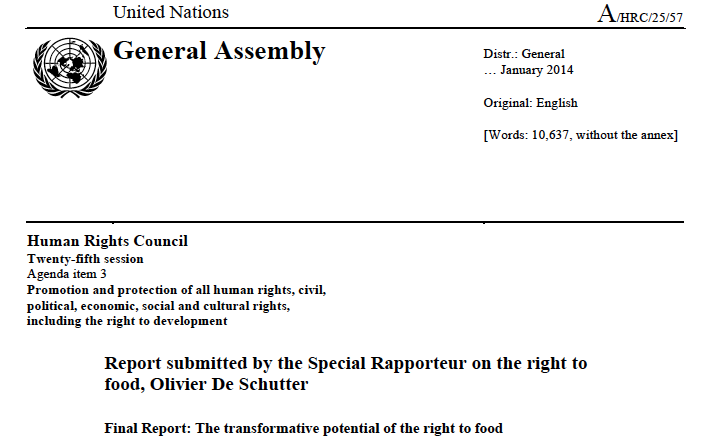 United Nations
A/HRC/25/57
General Assembly
Distr.: General
… January 2014
Original: English
[Words: 10,637, without the annex]
Human Rights Council
Twenty-fifth session
Agenda item 3
Promotion and protection of all human rights, civil,
political, economic, social and cultural rights,
including the right to development
Report submitted by the Special Rapporteur on the right to
food, Olivier De Schutter
Final Report: The transformative potential of the right to food